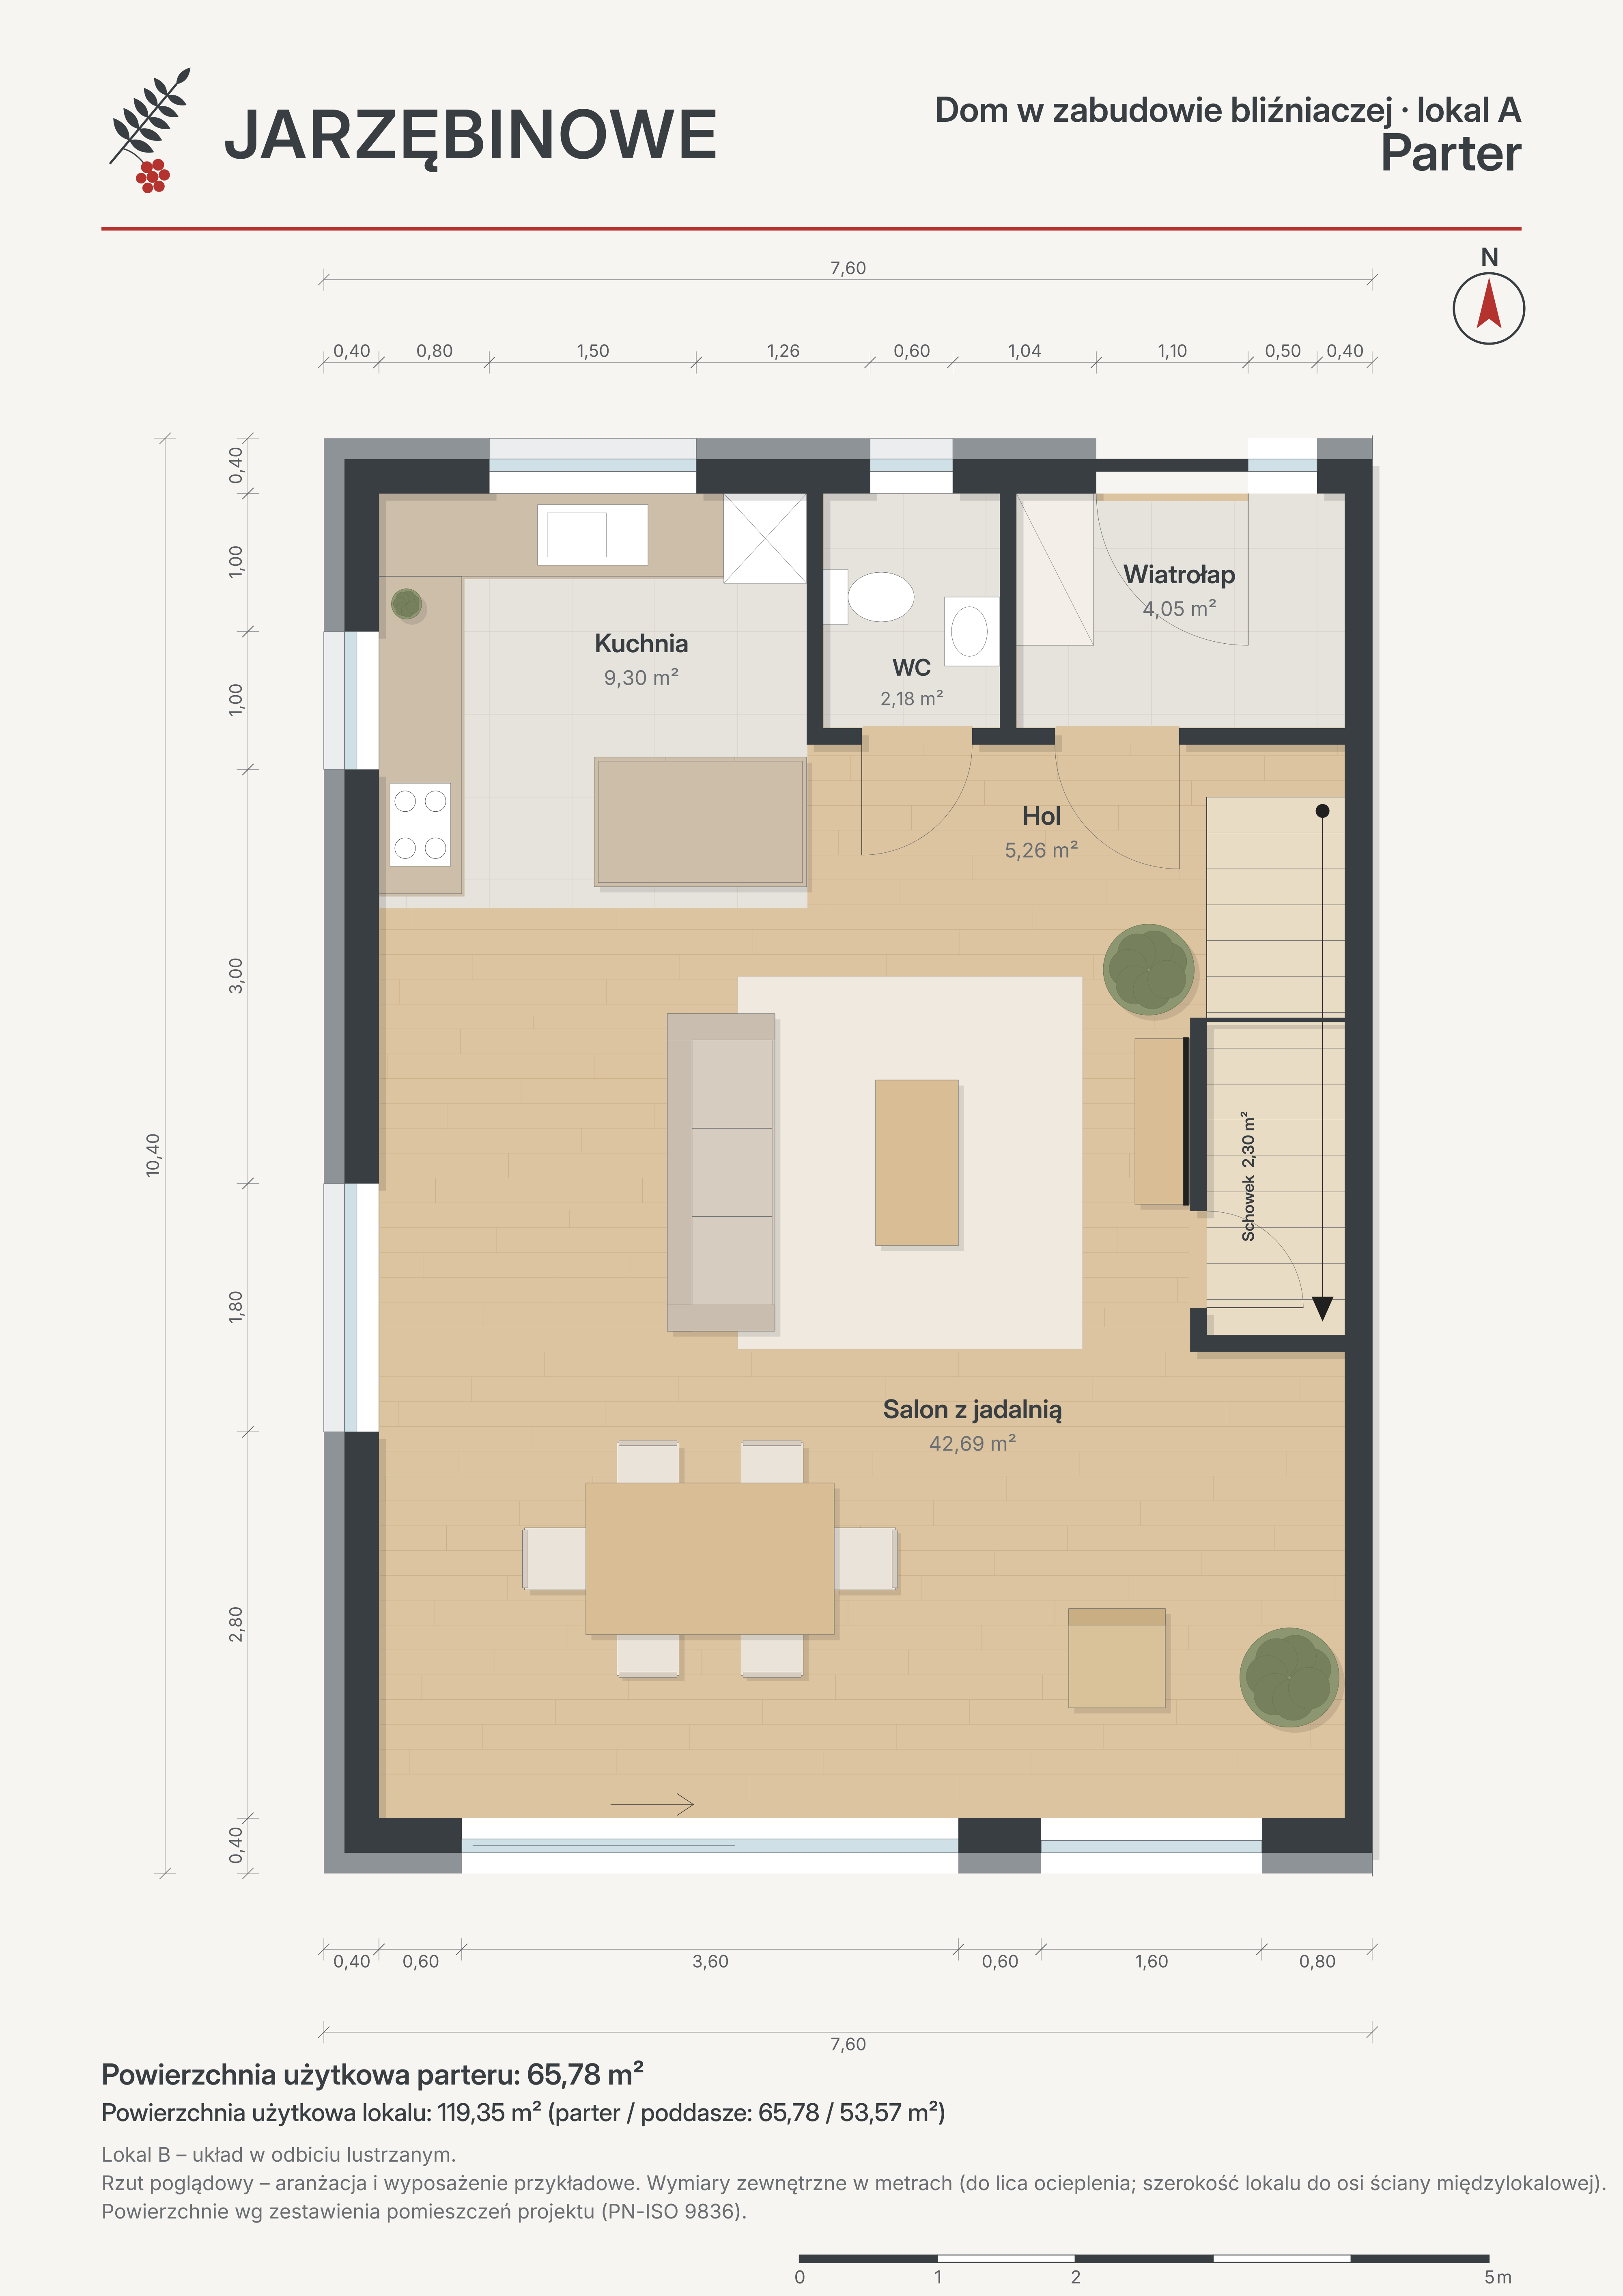 JARZĘBINOWE
Dom w zabudowie bliźniaczej · lokal A
Parter
N
7,60
0,40 0,80 1,50 1,26 0,60 1,04 1,10 0,50 0,40
10,40
0,40
1,00
1,00
3,00
1,80
2,80
0,40
Kuchnia
9,30 m²
WC
2,18 m²
Wiatrołap
4,05 m²
Hol
5,26 m²
Schowek 2,30 m²
Salon z jadalnią
42,69 m²
0,40 0,60 3,60 0,60 1,60 0,80
7,60
Powierzchnia użytkowa parteru: 65,78 m²
Powierzchnia użytkowa lokalu: 119,35 m² (parter / poddasze: 65,78 / 53,57 m²)
Lokal B – układ w odbiciu lustrzanym.
Rzut poglądowy – aranżacja i wyposażenie przykładowe. Wymiary zewnętrzne w metrach (do lica ocieplenia; szerokość lokalu do osi ściany międzylokalowej).
Powierzchnie wg zestawienia pomieszczeń projektu (PN-ISO 9836).
0 1 2 5 m